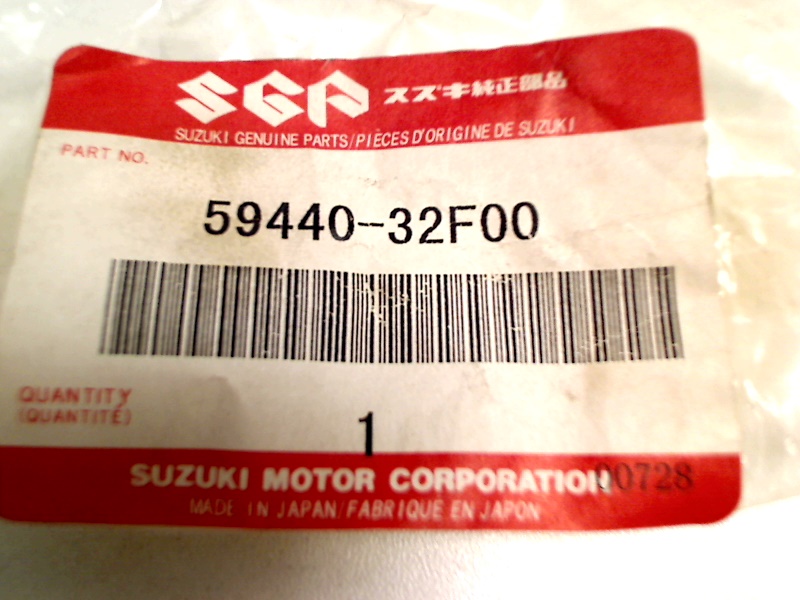 SGP スズキ純正部品
SUZUKI GENUINE PARTS/PIÈCES D'ORIGINE DE SUZUKI
PART NO.
59440-32F00
QUANTITY
(QUANTITÉ)
1
SUZUKI MOTOR CORPORATION 00728
MADE IN JAPAN/FABRIQUE EN JAPON